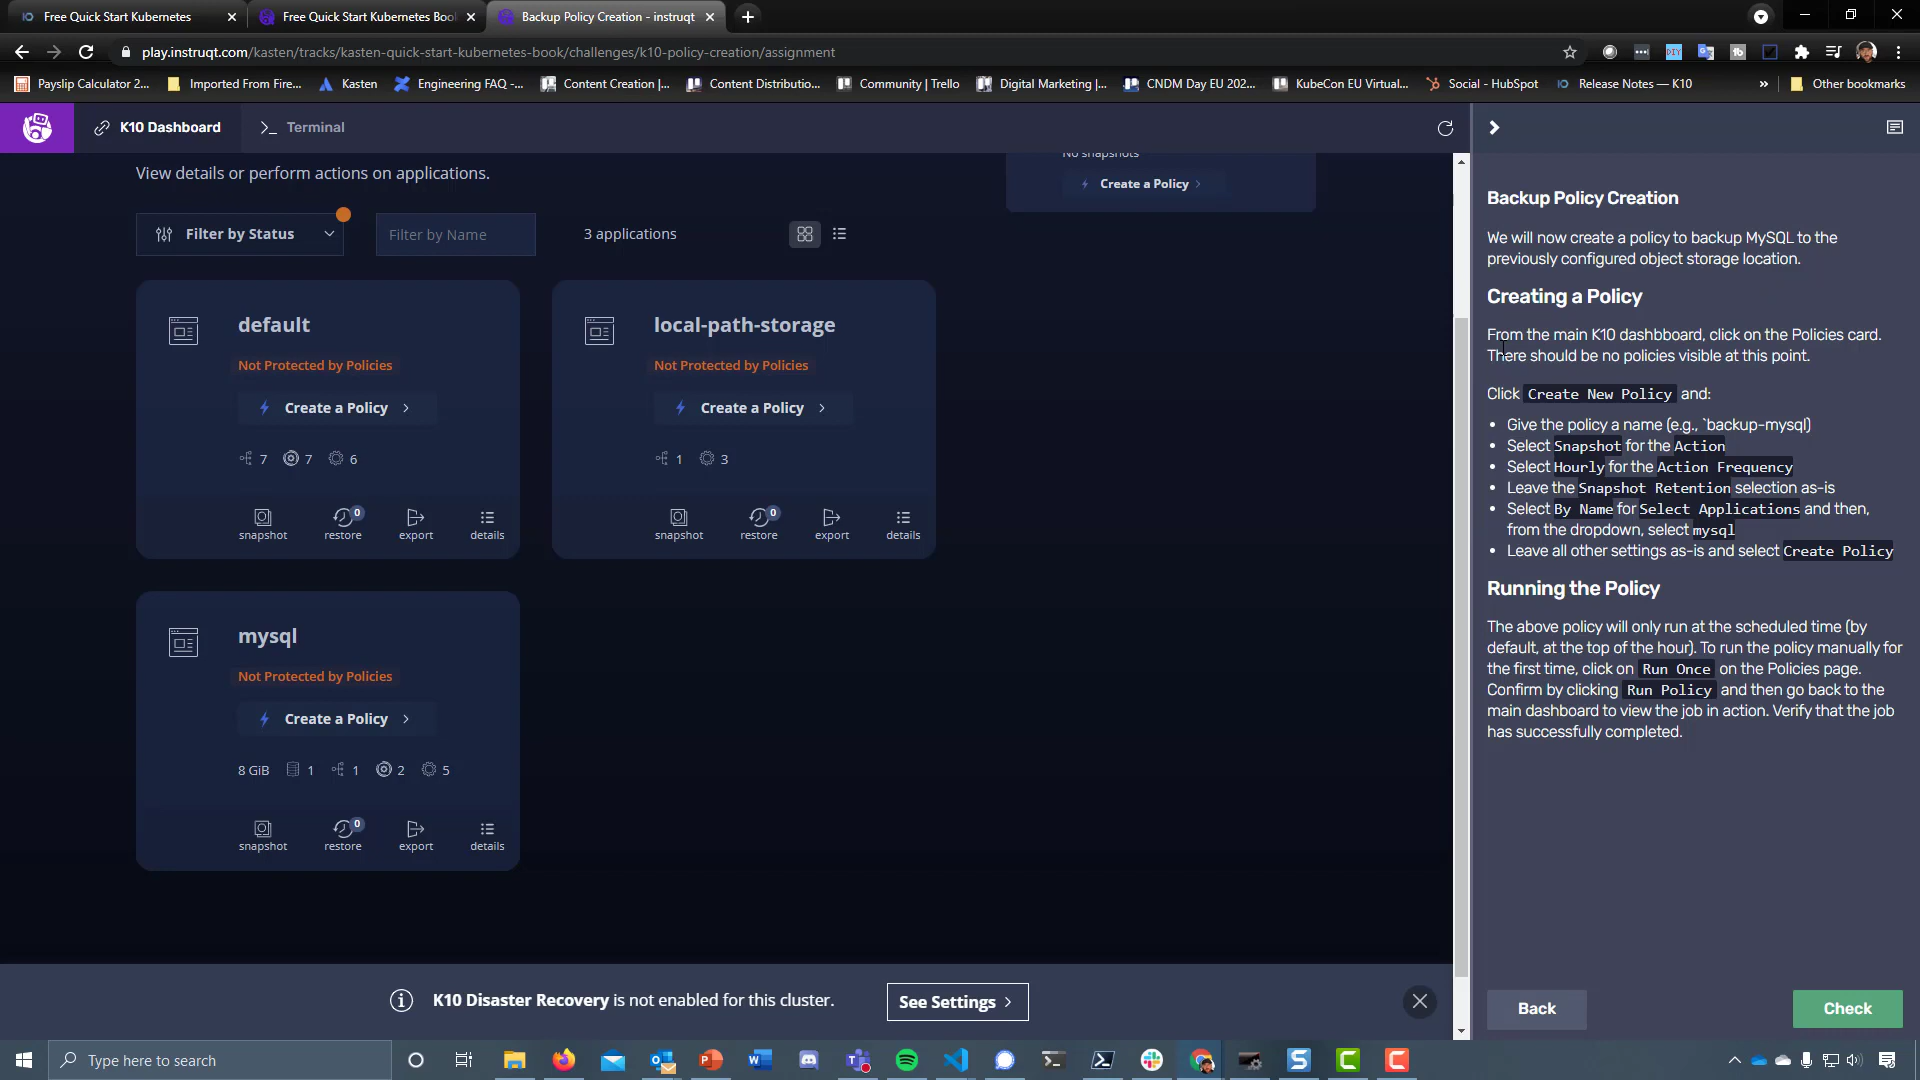 Free Quick Start Kubernetes
Free Quick Start Kubernetes Boo
Backup Policy Creation - instruqt
play.instruqt.com/kasten/tracks/kasten-quick-start-kubernetes-book/challenges/k10-policy-creation/assignment
Payslip Calculator 2...
Imported From Fire...
Kasten
Engineering FAQ -...
Content Creation |...
Content Distributio...
Community | Trello
Digital Marketing |...
CNDM Day EU 202...
KubeCon EU Virtual...
Social - HubSpot
Release Notes — K10
»
Other bookmarks
K10 Dashboard
Terminal
View details or perform actions on applications.
No snapshots
Create a Policy
Filter by Status
Filter by Name
3 applications
default
Not Protected by Policies
Create a Policy
7 7 6
snapshot
0
restore
export
details
local-path-storage
Not Protected by Policies
Create a Policy
1 3
snapshot
0
restore
export
details
mysql
Not Protected by Policies
Create a Policy
8 GiB 1 1 2 5
snapshot
0
restore
export
details
K10 Disaster Recovery is not enabled for this cluster.
See Settings
Backup Policy Creation
We will now create a policy to backup MySQL to the
previously configured object storage location.
Creating a Policy
From the main K10 dashbboard, click on the Policies card.
There should be no policies visible at this point.
Click Create New Policy and:
• Give the policy a name (e.g., `backup-mysql)
• Select Snapshot for the Action
• Select Hourly for the Action Frequency
• Leave the Snapshot Retention selection as-is
• Select By Name for Select Applications and then,
from the dropdown, select mysql
• Leave all other settings as-is and select Create Policy
Running the Policy
The above policy will only run at the scheduled time (by
default, at the top of the hour). To run the policy manually for
the first time, click on Run Once on the Policies page.
Confirm by clicking Run Policy and then go back to the
main dashboard to view the job in action. Verify that the job
has successfully completed.
Back
Check
Type here to search